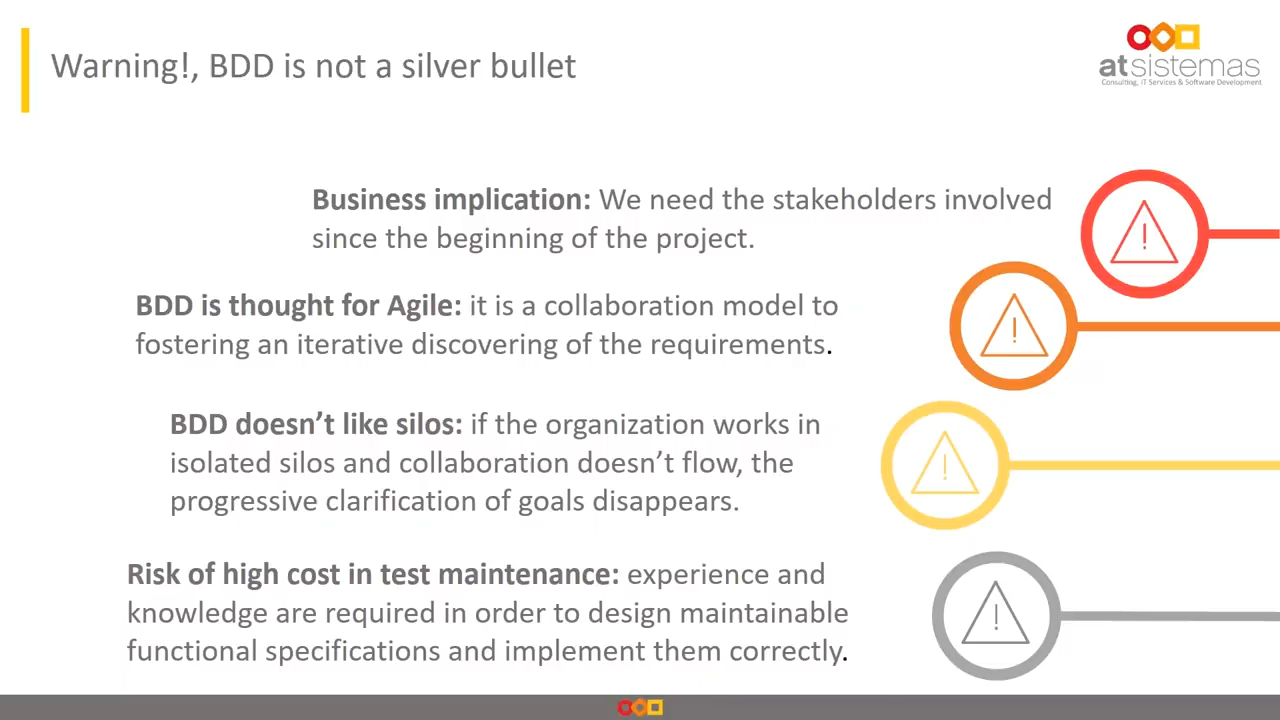 Warning!, BDD is not a silver bullet
atsistemas
Consulting, IT Services & Software Development
Business implication: We need the stakeholders involved
since the beginning of the project.
BDD is thought for Agile: it is a collaboration model to
fostering an iterative discovering of the requirements.
BDD doesn’t like silos: if the organization works in
isolated silos and collaboration doesn’t flow, the
progressive clarification of goals disappears.
Risk of high cost in test maintenance: experience and
knowledge are required in order to design maintainable
functional specifications and implement them correctly.